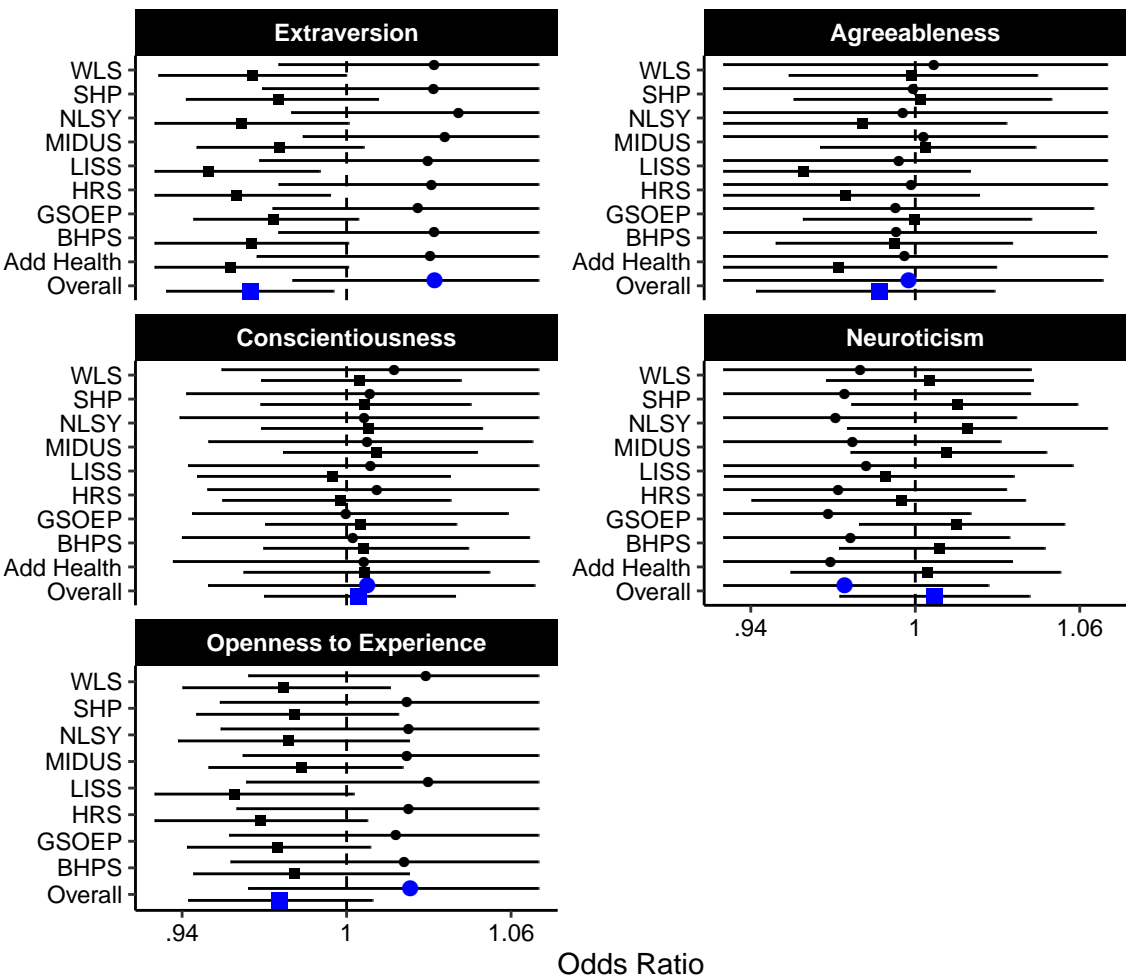 Extraversion
WLS
SHP
NLSY
MIDUS
LISS
HRS
GSOEP
BHPS
Add Health
Overall
Agreeableness
WLS
SHP
NLSY
MIDUS
LISS
HRS
GSOEP
BHPS
Add Health
Overall
Conscientiousness
WLS
SHP
NLSY
MIDUS
LISS
HRS
GSOEP
BHPS
Add Health
Overall
Neuroticism
WLS
SHP
NLSY
MIDUS
LISS
HRS
GSOEP
BHPS
Add Health
Overall
.94 1 1.06
Openness to Experience
WLS
SHP
NLSY
MIDUS
LISS
HRS
GSOEP
BHPS
Overall
.94 1 1.06
Odds Ratio